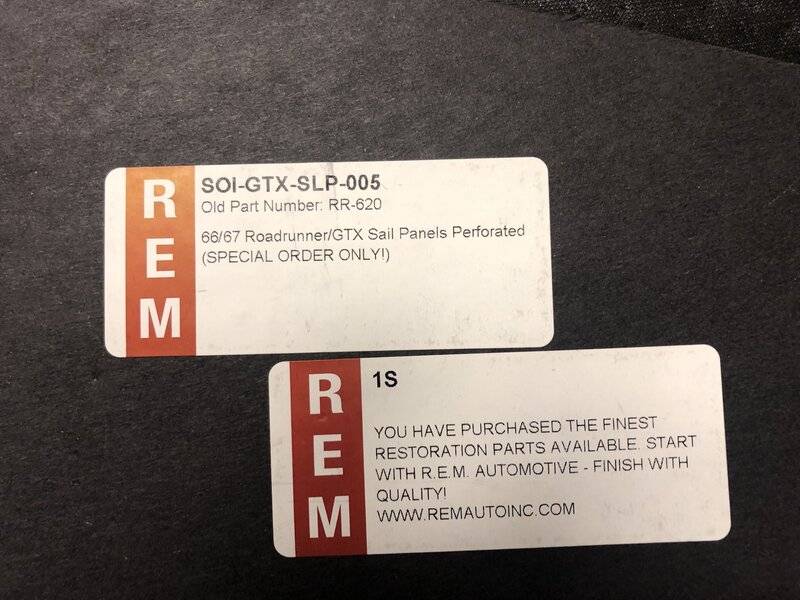 REM
SOI-GTX-SLP-005
Old Part Number: RR-620
66/67 Roadrunner/GTX Sail Panels Perforated
(SPECIAL ORDER ONLY!)
REM
1S
YOU HAVE PURCHASED THE FINEST
RESTORATION PARTS AVAILABLE. START
WITH R.E.M. AUTOMOTIVE - FINISH WITH
QUALITY!
WWW.REMAUTOINC.COM